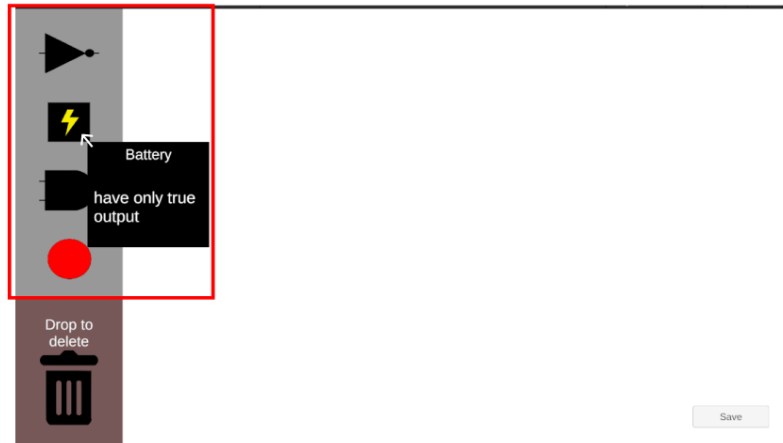 Battery
have only true
output
Drop to
delete
Save